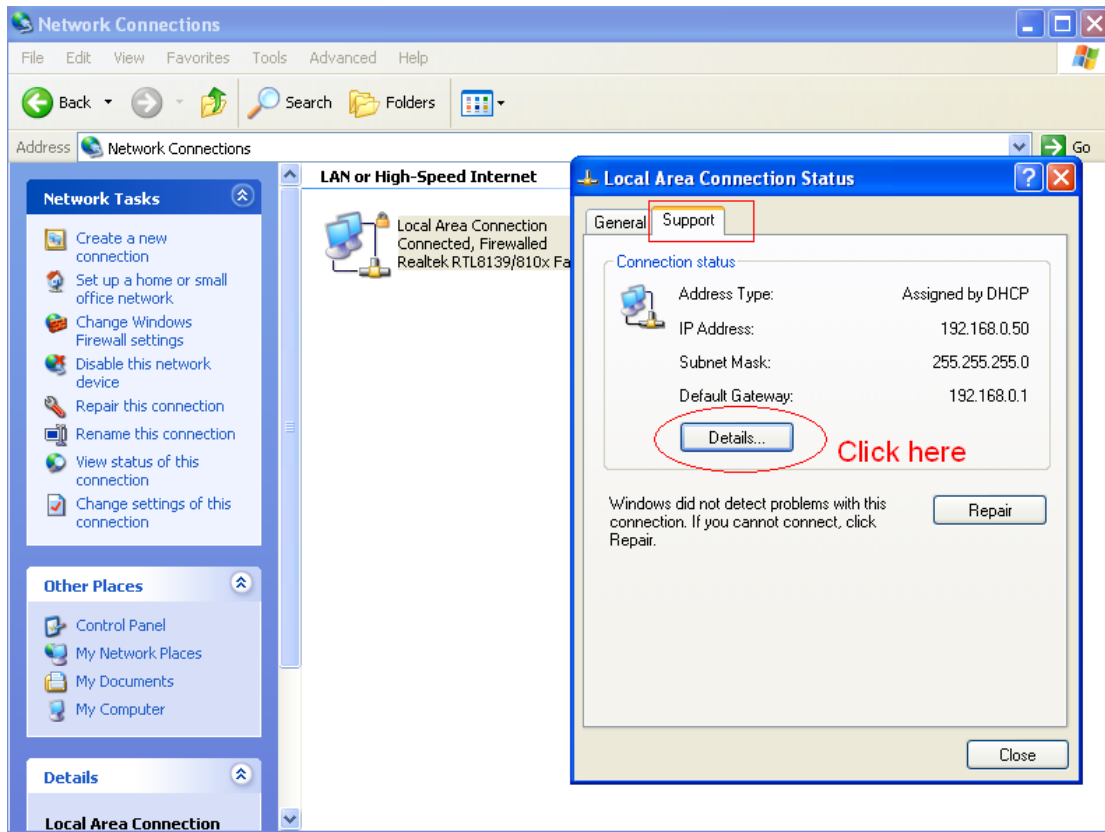 Network Connections
File Edit View Favorites Tools Advanced Help
Back Search Folders
Address Network Connections Go
Network Tasks
Create a new
connection
Set up a home or small
office network
Change Windows
Firewall settings
Disable this network
device
Repair this connection
Rename this connection
View status of this
connection
Change settings of this
connection
Other Places
Control Panel
My Network Places
My Documents
My Computer
Details
Local Area Connection
LAN or High-Speed Internet
Local Area Connection
Connected, Firewalled
Realtek RTL8139/810x Fa
Local Area Connection Status
General Support
Connection status
Address Type: Assigned by DHCP
IP Address: 192.168.0.50
Subnet Mask: 255.255.255.0
Default Gateway: 192.168.0.1
Details...
Click here
Windows did not detect problems with this
connection. If you cannot connect, click
Repair.
Repair
Close